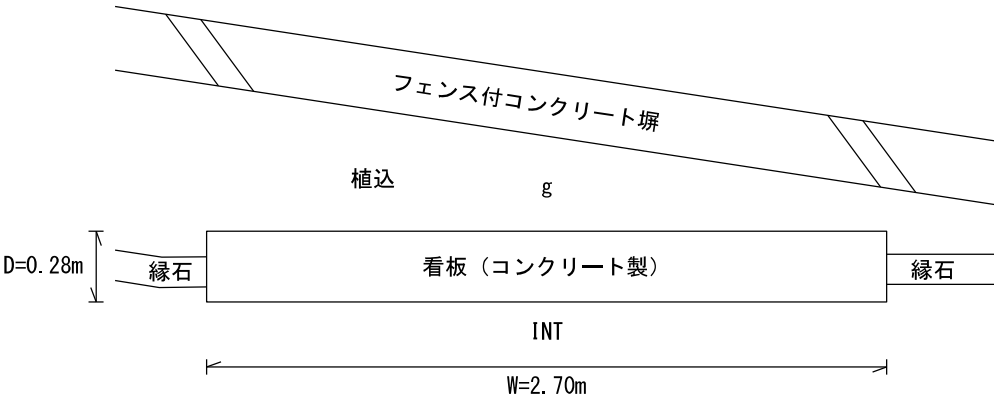 フェンス付コンクリート塀
植込
g
D=0.28m
縁石
看板（コンクリート製）
縁石
INT
W=2.70m